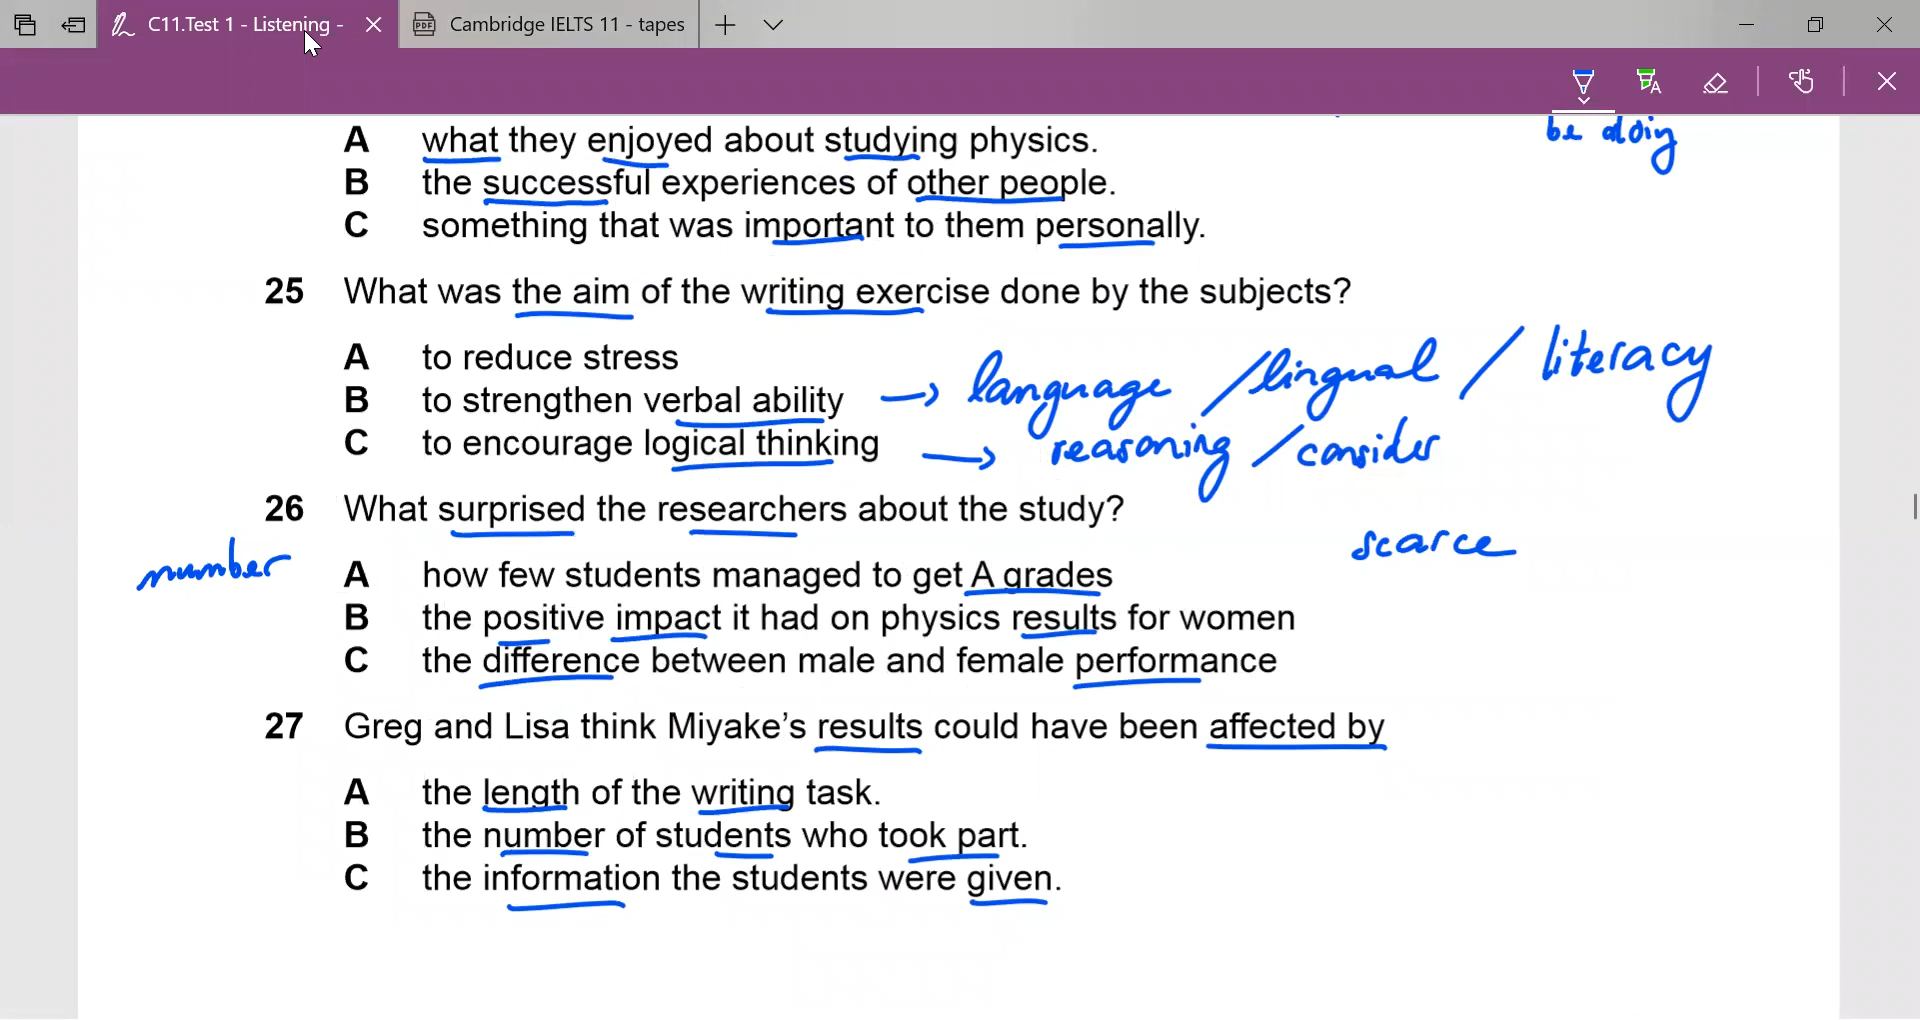 C11.Test 1 - Listening -
Cambridge IELTS 11 - tapes
be doing
A what they enjoyed about studying physics.
B the successful experiences of other people.
C something that was important to them personally.
25 What was the aim of the writing exercise done by the subjects?
A to reduce stress
B to strengthen verbal ability → language / lingual / literacy
C to encourage logical thinking → reasoning / consider
26 What surprised the researchers about the study?
scarce
number
A how few students managed to get A grades
B the positive impact it had on physics results for women
C the difference between male and female performance
27 Greg and Lisa think Miyake’s results could have been affected by
A the length of the writing task.
B the number of students who took part.
C the information the students were given.